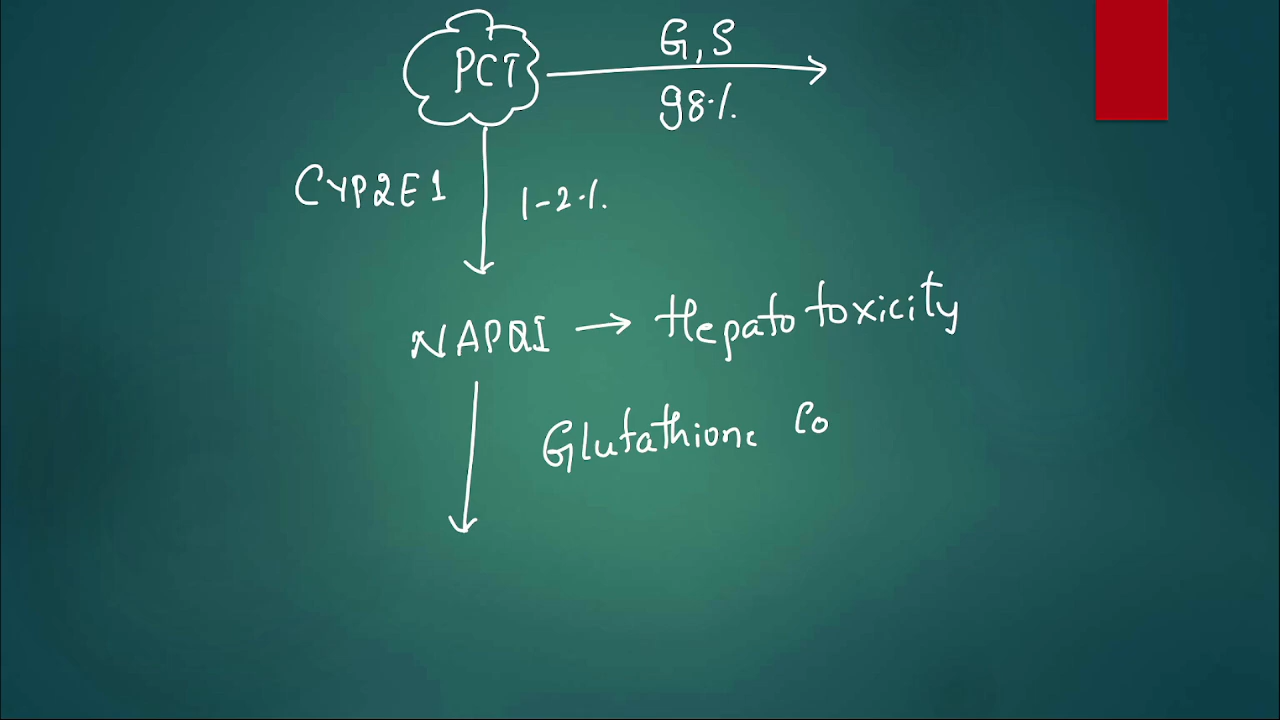 PCT
G, S
98%
CYP2E1
1-2%
NAPQI → Hepatotoxicity
Glutathione Co